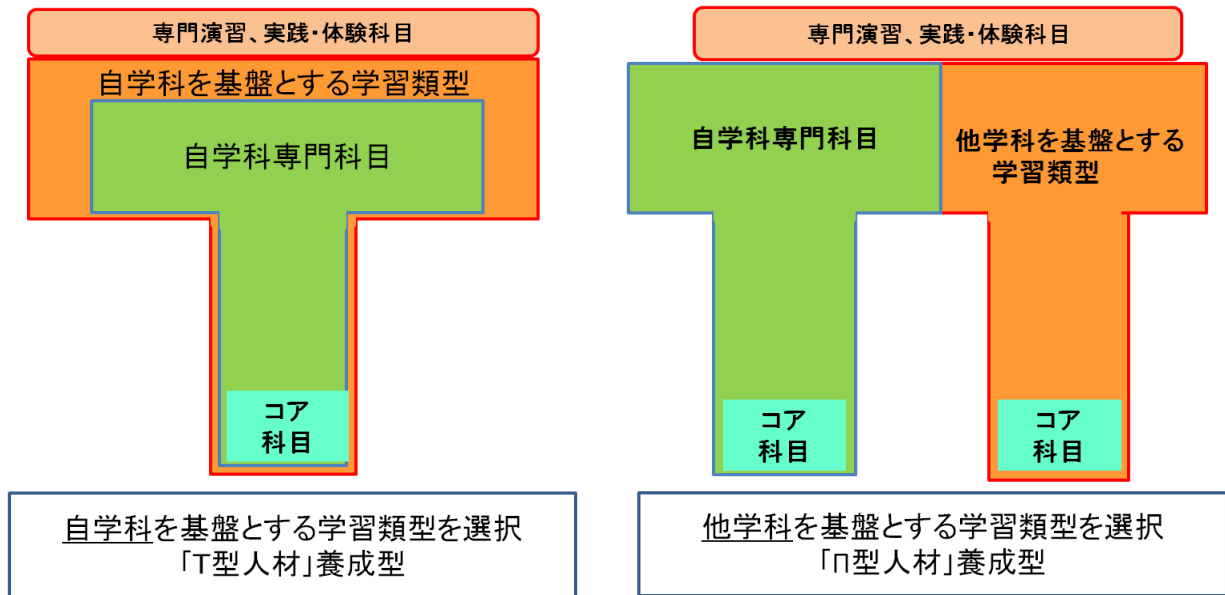 専門演習、実践・体験科目
自学科を基盤とする学習類型
自学科専門科目
コア
科目
自学科を基盤とする学習類型を選択
「T型人材」養成型
専門演習、実践・体験科目
自学科専門科目
他学科を基盤とする
学習類型
コア
科目
コア
科目
他学科を基盤とする学習類型を選択
「Π型人材」養成型